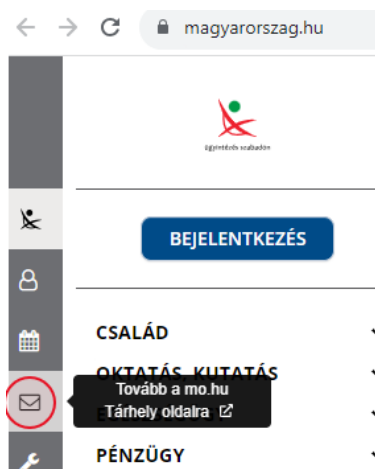 magyarorszag.hu
ügyintézés szabadon
BEJELENTKEZÉS
CSALÁD
OKTATÁS, KUTATÁS
Tovább a mo.hu
Tárhely oldalra
PÉNZÜGY